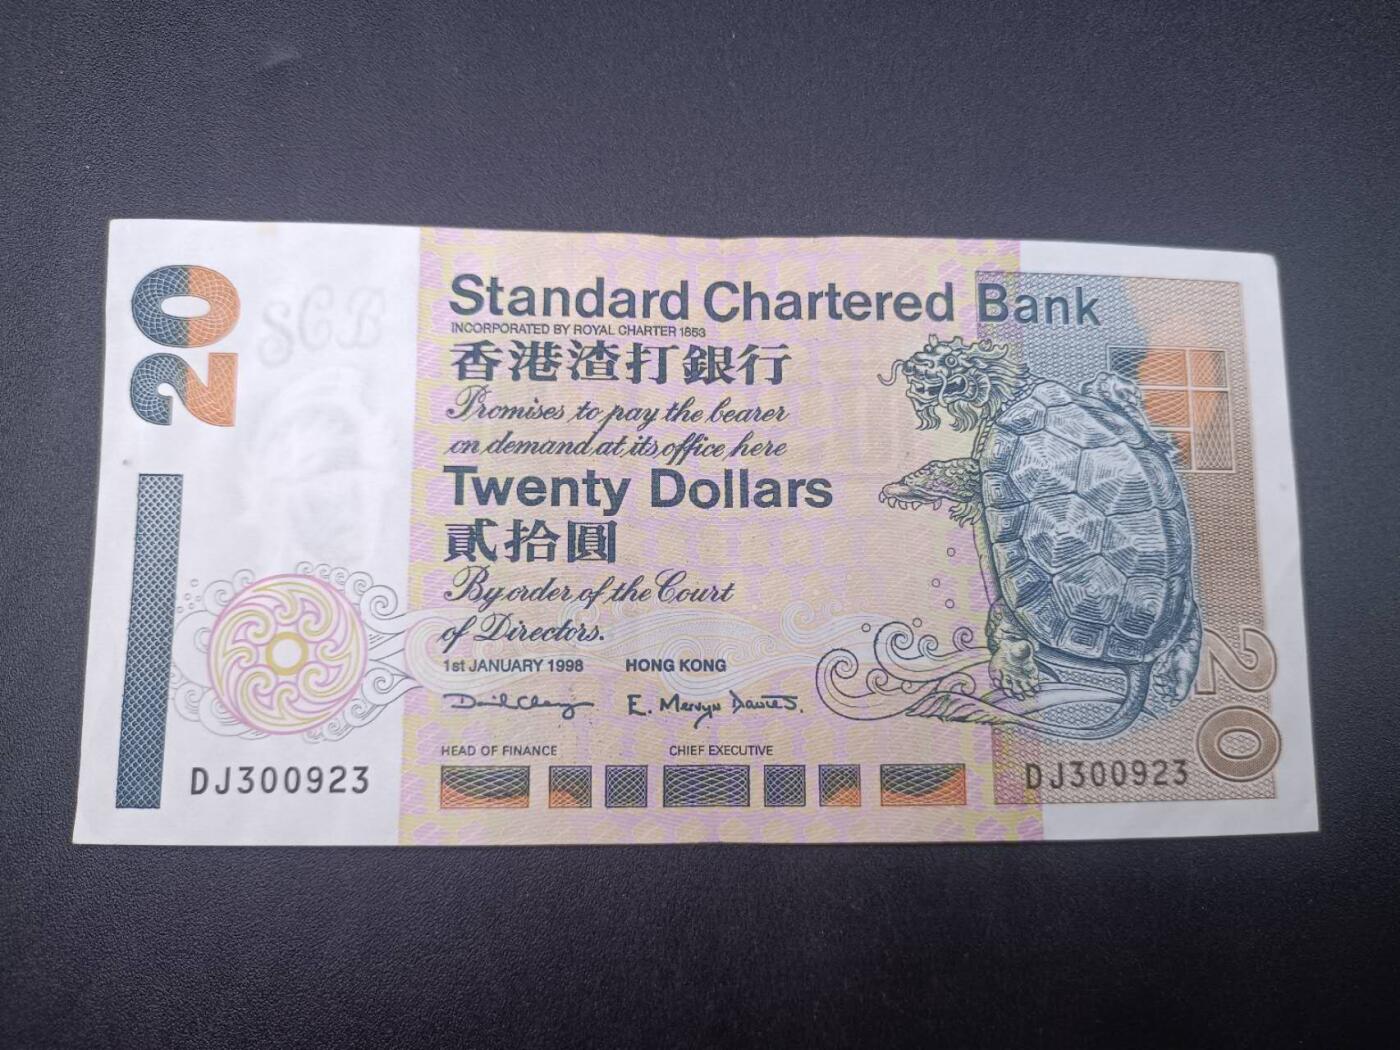 20
SCB
Standard Chartered Bank
INCORPORATED BY ROYAL CHARTER 1853
香港渣打銀行
Promises to pay the bearer
on demand at its office here
Twenty Dollars
貳拾圓
By order of the Court
of Directors.
1st JANUARY 1998 HONG KONG
David Chang E. Mervyn Davies.
HEAD OF FINANCE CHIEF EXECUTIVE
DJ300923 DJ300923
20